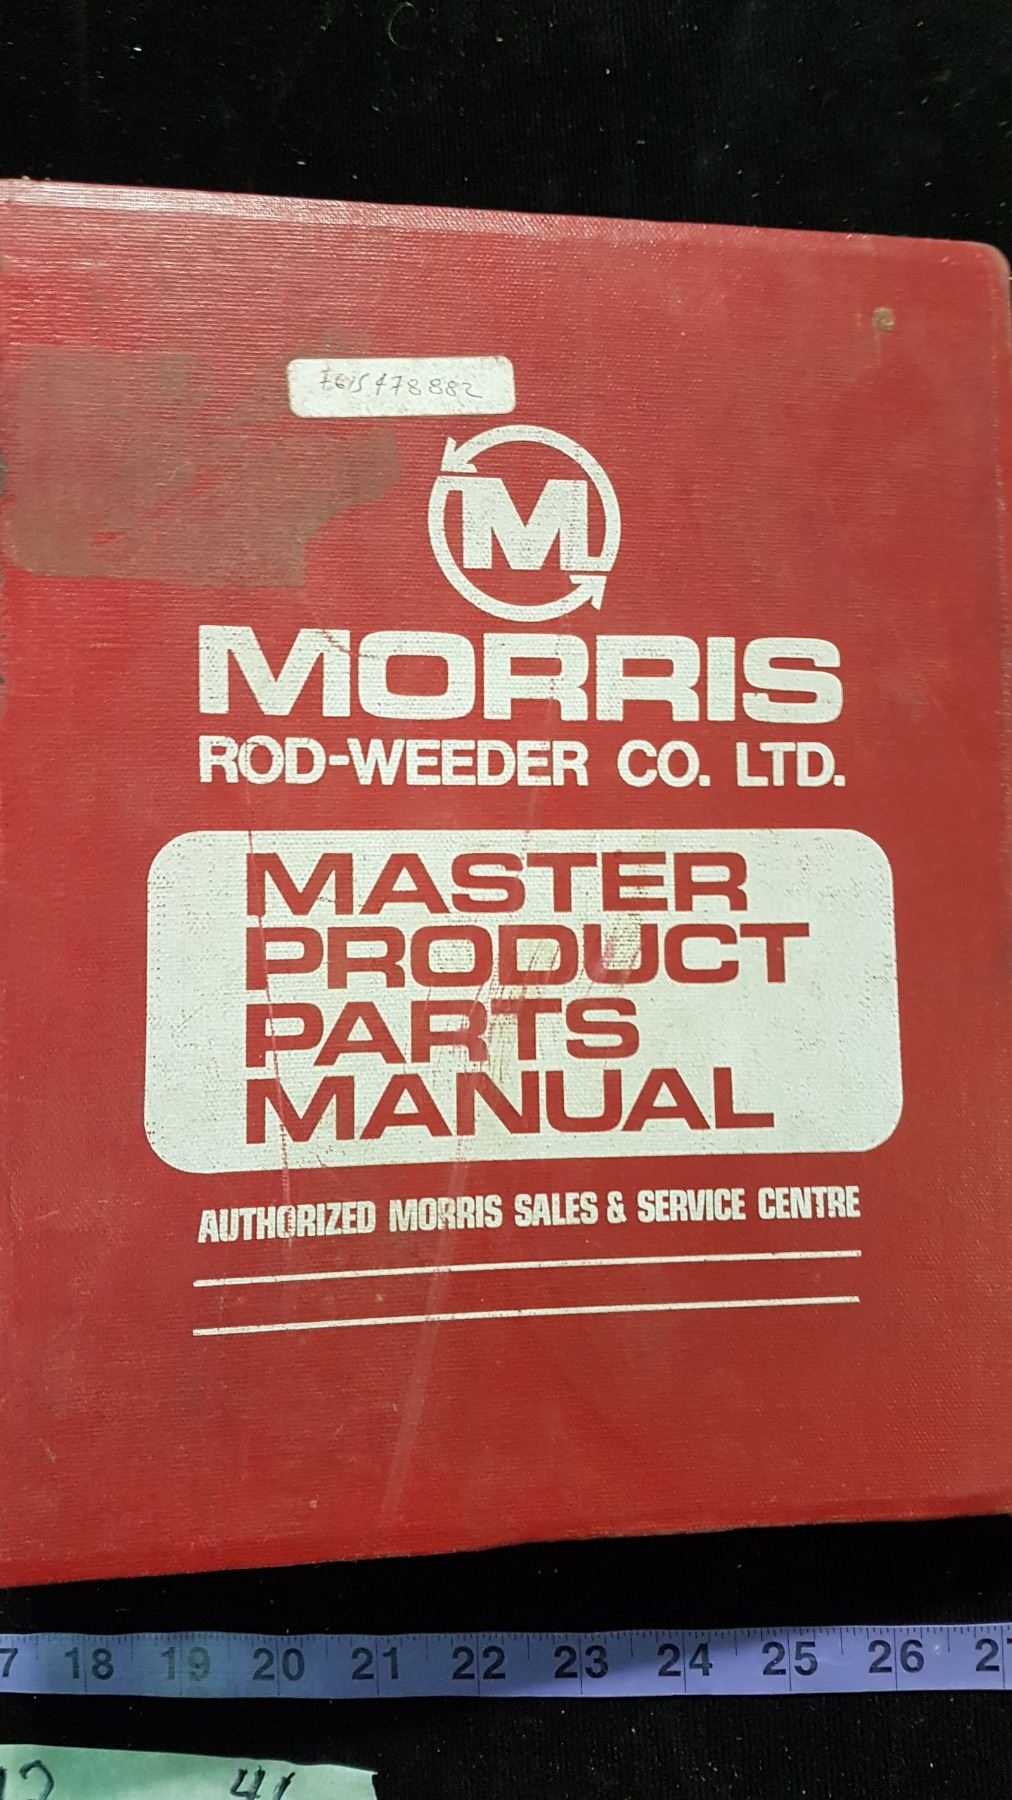 M
MORRIS
ROD-WEEDER CO. LTD.
MASTER
PRODUCT
PARTS
MANUAL
AUTHORIZED MORRIS SALES & SERVICE CENTRE
18 19 20 21 22 23 24 25 26